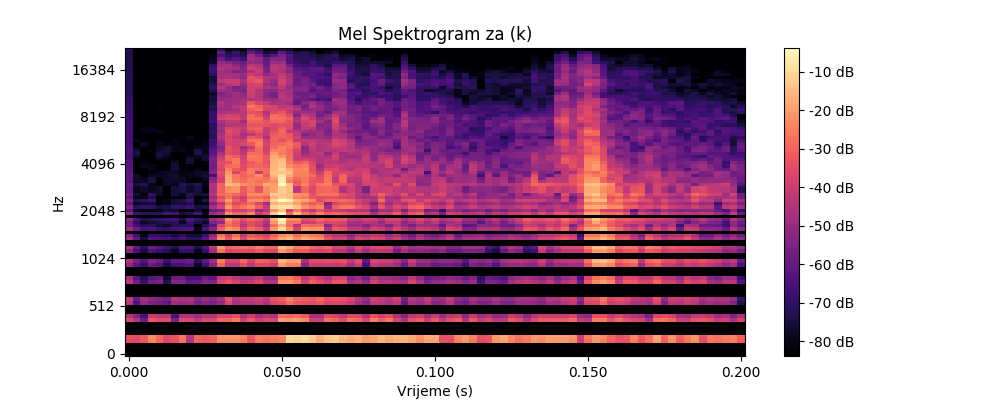 Mel Spektrogram za (k)
Hz
16384
8192
4096
2048
1024
512
0
0.000
0.050
0.100
0.150
0.200
Vrijeme (s)
-10 dB
-20 dB
-30 dB
-40 dB
-50 dB
-60 dB
-70 dB
-80 dB